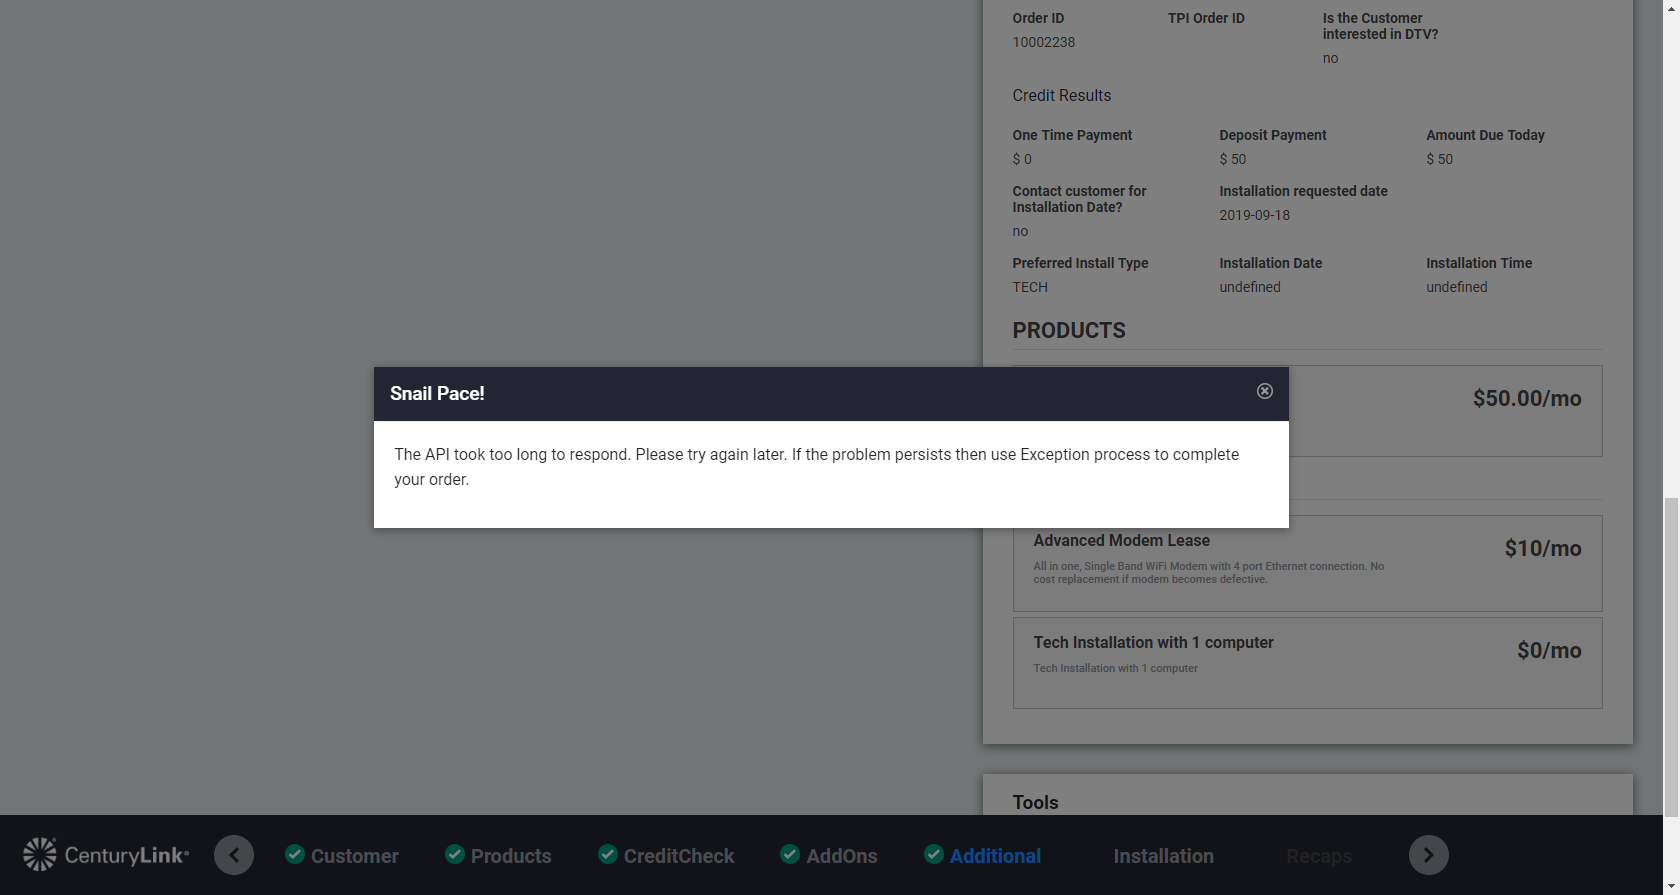 Order ID TPI Order ID Is the Customer
interested in DTV?
10002238
no
Credit Results
One Time Payment Deposit Payment Amount Due Today
$ 0 $ 50 $ 50
Contact customer for Installation requested date
Installation Date?
2019-09-18
no
Preferred Install Type Installation Date Installation Time
TECH undefined undefined
PRODUCTS
$50.00/mo
Snail Pace!
The API took too long to respond. Please try again later. If the problem persists then use Exception process to complete
your order.
Advanced Modem Lease $10/mo
All in one, Single Band WiFi Modem with 4 port Ethernet connection. No
cost replacement if modem becomes defective.
Tech Installation with 1 computer $0/mo
Tech Installation with 1 computer
Tools
CenturyLink Customer Products CreditCheck AddOns Additional Installation Recaps